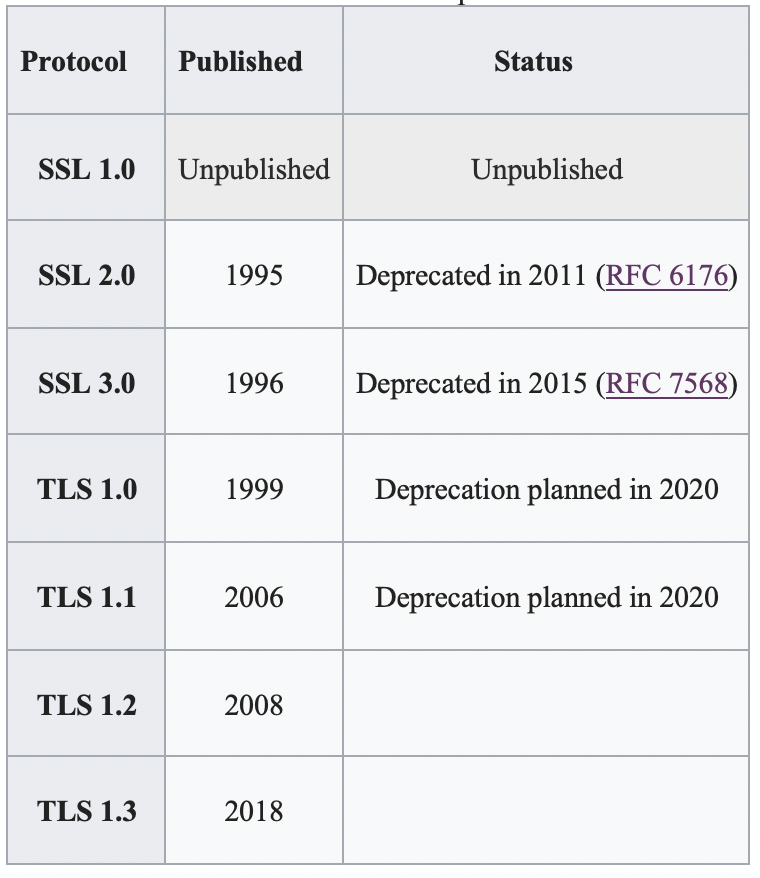 Protocol Published Status
SSL 1.0 Unpublished Unpublished
SSL 2.0 1995 Deprecated in 2011 (RFC 6176)
SSL 3.0 1996 Deprecated in 2015 (RFC 7568)
TLS 1.0 1999 Deprecation planned in 2020
TLS 1.1 2006 Deprecation planned in 2020
TLS 1.2 2008
TLS 1.3 2018